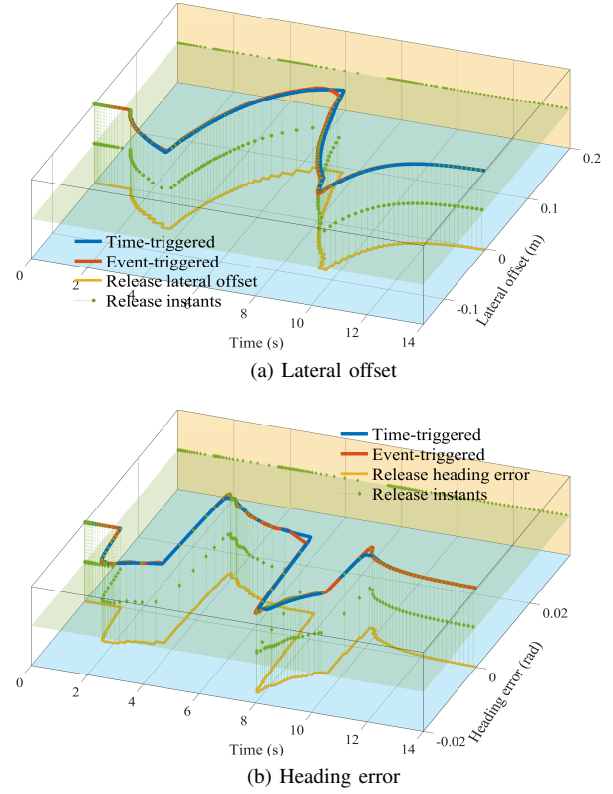 0.2
0.1
0
-0.1
Lateral offset (m)
Time-triggered
Event-triggered
Release lateral offset
Release instants
0
2
4
6
8
10
12
14
Time (s)
(a) Lateral offset
Time-triggered
Event-triggered
Release heading error
Release instants
0.02
0
-0.02
Heading error (rad)
0
2
4
6
8
10
12
14
Time (s)
(b) Heading error